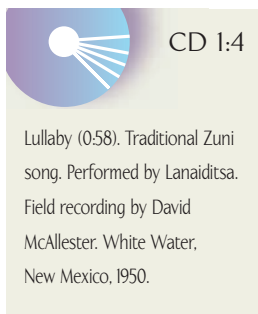 CD 1:4
Lullaby (0:58). Traditional Zuni
song. Performed by Lanaiditsa.
Field recording by David
McAllester. White Water,
New Mexico, 1950.